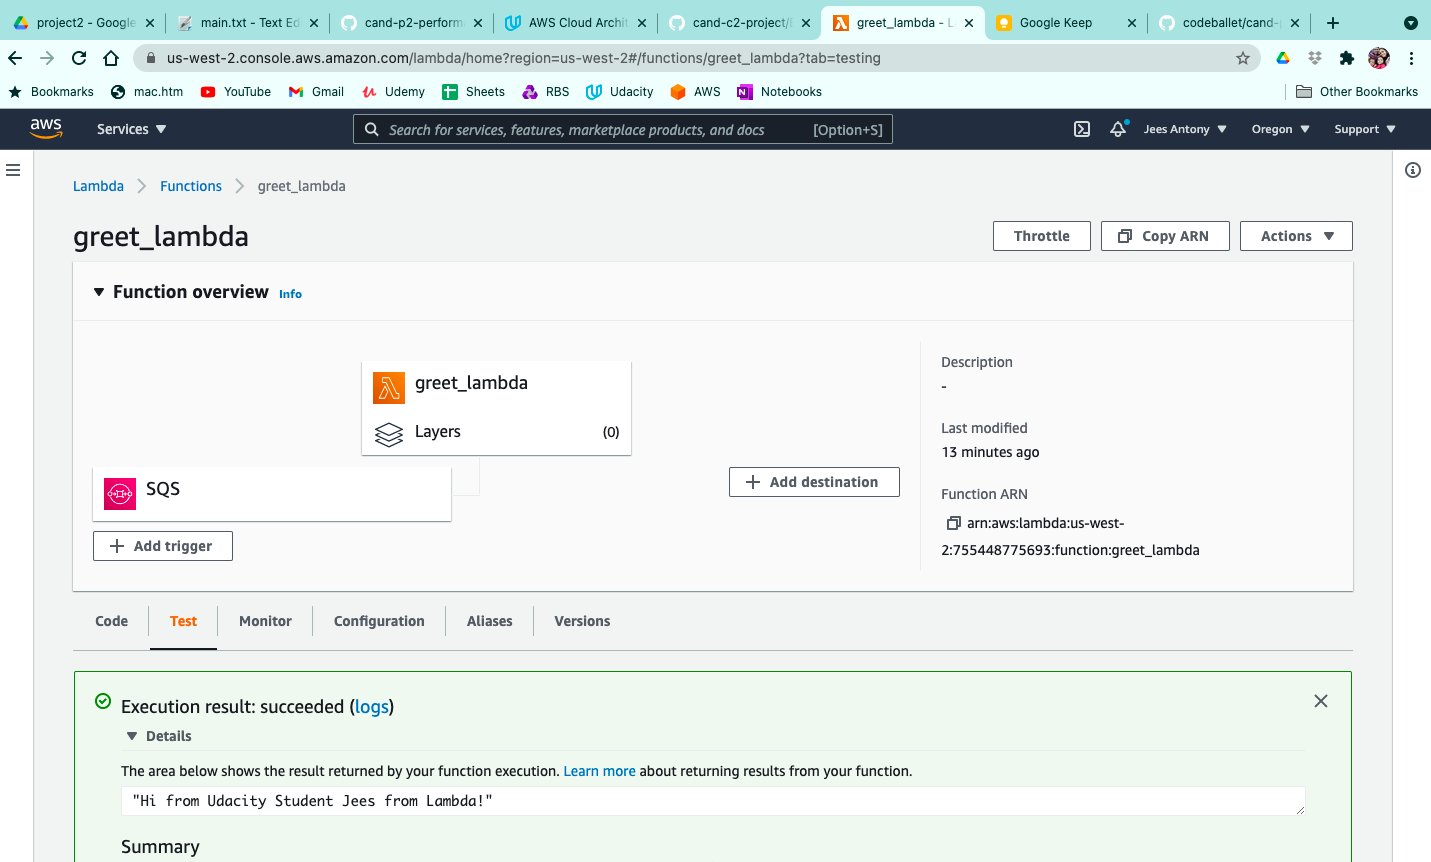 project2 - Google
main.txt - Text Ed
cand-p2-perform
AWS Cloud Archit
cand-c2-project/
greet_lambda - L
Google Keep
codeballet/cand-
us-west-2.console.aws.amazon.com/lambda/home?region=us-west-2#/functions/greet_lambda?tab=testing
Bookmarks mac.htm YouTube Gmail Udemy Sheets RBS Udacity AWS Notebooks Other Bookmarks
aws Services Search for services, features, marketplace products, and docs [Option+S] Jees Antony Oregon Support
Lambda Functions greet_lambda
greet_lambda
Throttle Copy ARN Actions
Function overview Info
greet_lambda
Layers (0)
SQS
+ Add trigger
+ Add destination
Description
-
Last modified
13 minutes ago
Function ARN
arn:aws:lambda:us-west-
2:755448775693:function:greet_lambda
Code Test Monitor Configuration Aliases Versions
Execution result: succeeded (logs)
Details
The area below shows the result returned by your function execution. Learn more about returning results from your function.
"Hi from Udacity Student Jees from Lambda!"
Summary